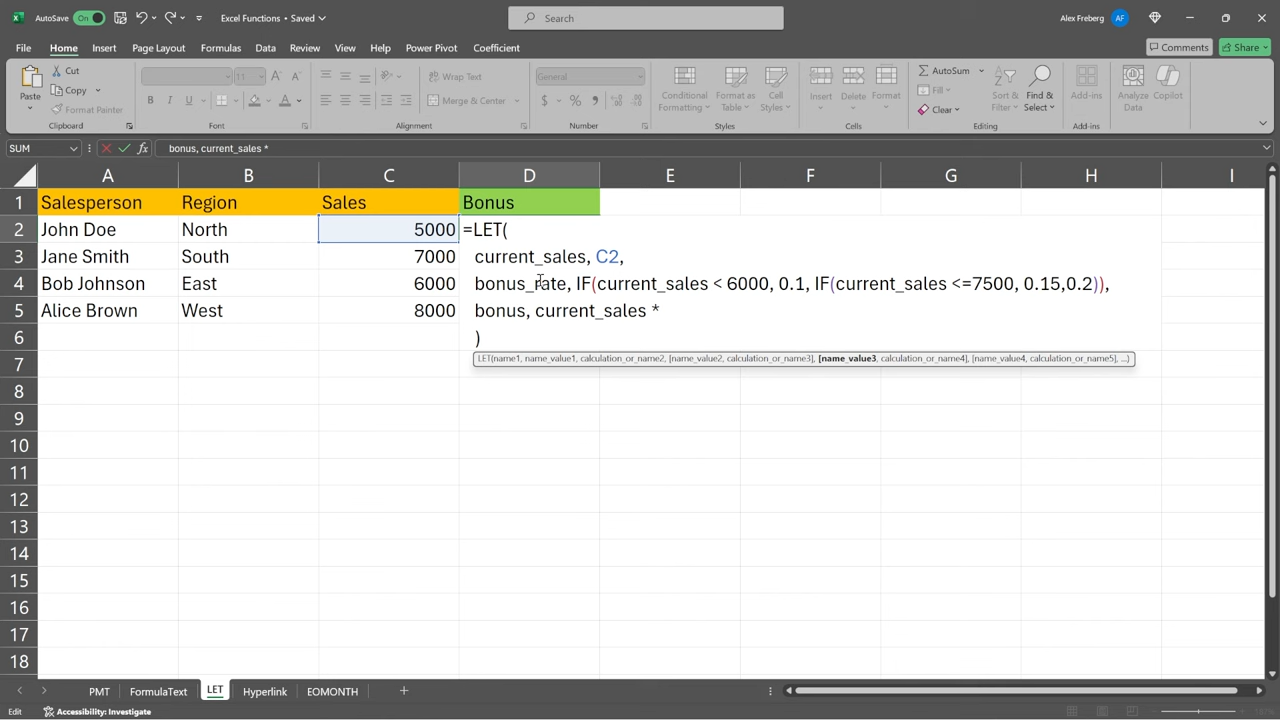 AutoSave On Excel Functions • Saved Search Alex Freberg AF
File Home Insert Page Layout Formulas Data Review View Help Power Pivot Coefficient Comments Share
Paste Cut Copy Format Painter
11 A A B I U A
Wrap Text Merge & Center
General $ % 9
Conditional Formatting Format as Table Cell Styles
Insert Delete Format
AutoSum Fill Clear Sort & Filter Find & Select
Add-ins Analyze Data Copilot
Clipboard Font Alignment Number Styles Cells Editing Add-ins
SUM fx bonus, current_sales *
A B C D E F G H I
1 Salesperson Region Sales Bonus
2 John Doe North 5000 =LET(
3 Jane Smith South 7000 current_sales, C2,
4 Bob Johnson East 6000 bonus_rate, IF(current_sales < 6000, 0.1, IF(current_sales <=7500, 0.15,0.2)),
5 Alice Brown West 8000 bonus, current_sales *
6 )
7 LET(name1, name_value1, calculation_or_name2, [name_value2, calculation_or_name3], [name_value3, calculation_or_name4], [name_value4, calculation_or_name5], ...)
8
9
10
11
12
13
14
15
16
17
18
PMT FormulaText LET Hyperlink EOMONTH
Edit Accessibility: Investigate